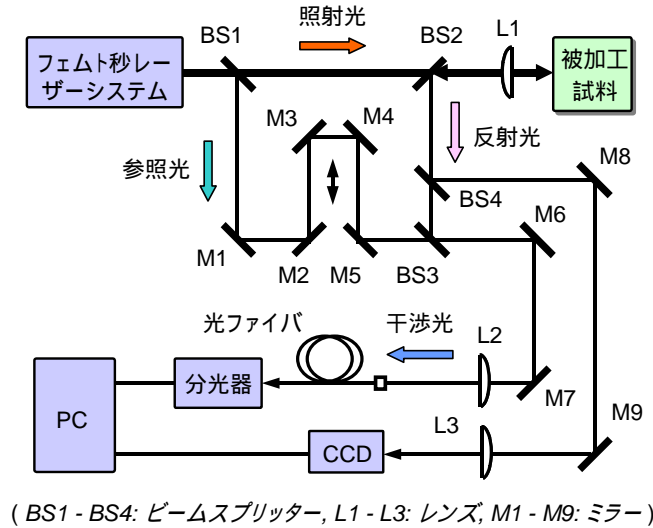 照射光
BS1
BS2
L1
フェムト秒レー
ザーシステム
被加工
試料
M3
M4
反射光
参照光
M8
BS4
M6
M1
M2
M5
BS3
光ファイバ
干渉光
L2
分光器
M7
PC
L3
M9
CCD
( BS1 - BS4: ビームスプリッター, L1 - L3: レンズ, M1 - M9: ミラー )